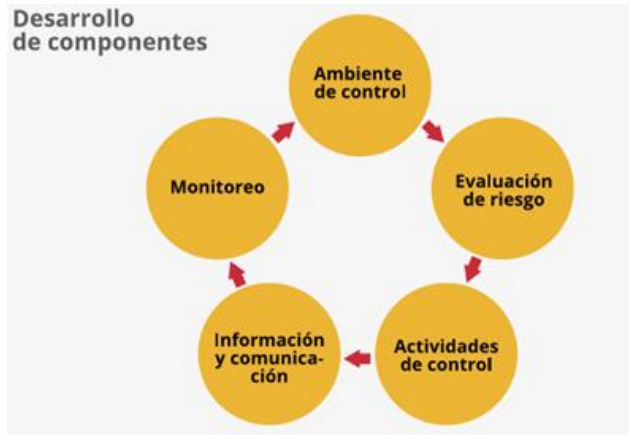 Desarrollo
de componentes
Ambiente
de control
Evaluación
de riesgo
Actividades
de control
Información
y comunica-
ción
Monitoreo